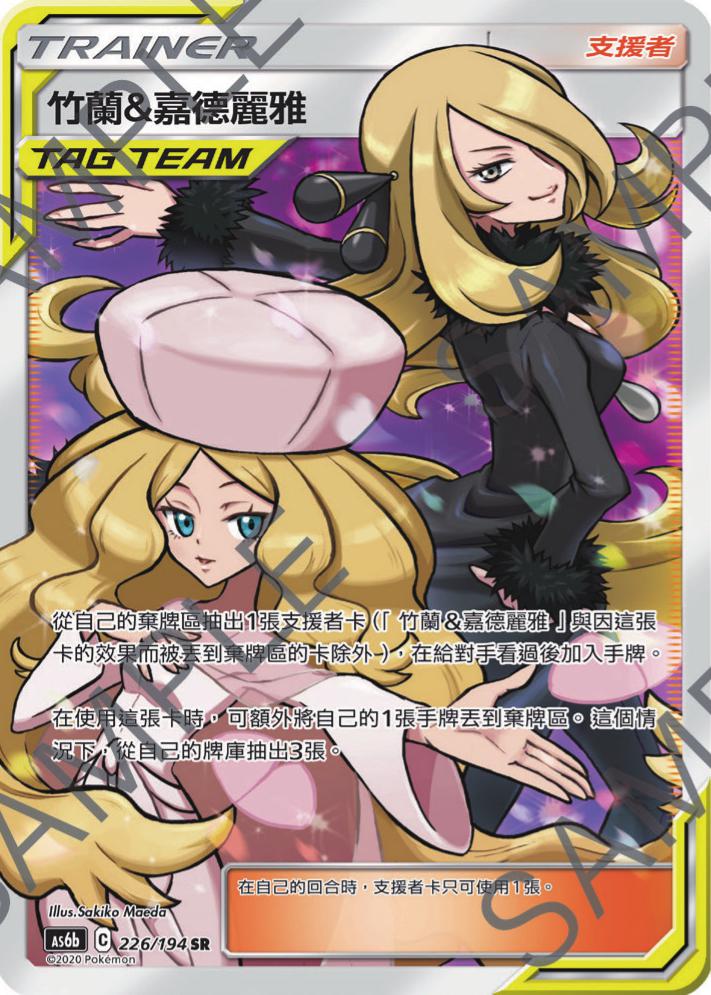 TRAINER
支援者
竹蘭&嘉德麗雅
TAG TEAM
從自己的棄牌區抽出1張支援者卡(「 竹蘭&嘉德麗雅 」與因這張
卡的效果而被丟到棄牌區的卡除外 )，在給對手看過後加入手牌。
在使用這張卡時，可額外將自己的1張手牌丟到棄牌區。這個情
況下，從自己的牌庫抽出3張。
在自己的回合時，支援者卡只可使用1張。
Illus.Sakiko Maeda
AS6b C 226/194 SR
©2020 Pokémon
SAMPLE
SAMPLE
SAMPLE
SAMPLE